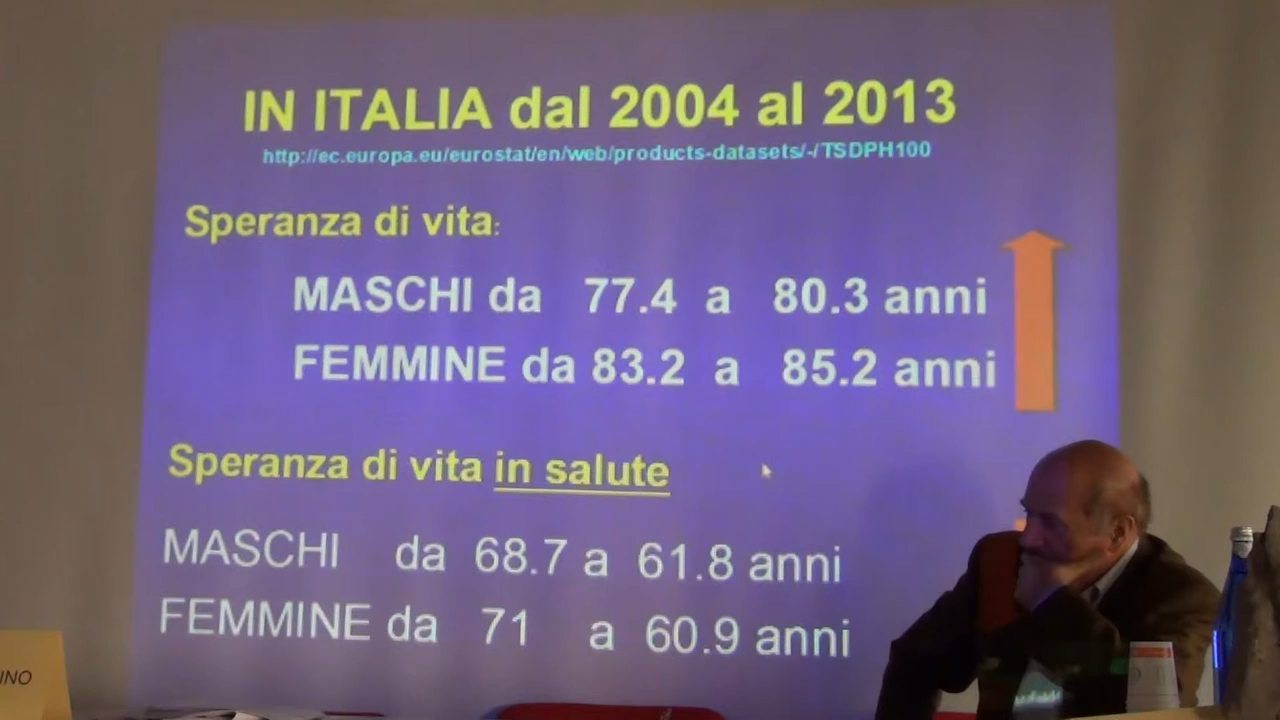 IN ITALIA dal 2004 al 2013
http://ec.europa.eu/eurostat/en/web/products-datasets/-/TSDPH100
Speranza di vita:
MASCHI da 77.4 a 80.3 anni
FEMMINE da 83.2 a 85.2 anni
Speranza di vita in salute
MASCHI da 68.7 a 61.8 anni
FEMMINE da 71 a 60.9 anni
INO